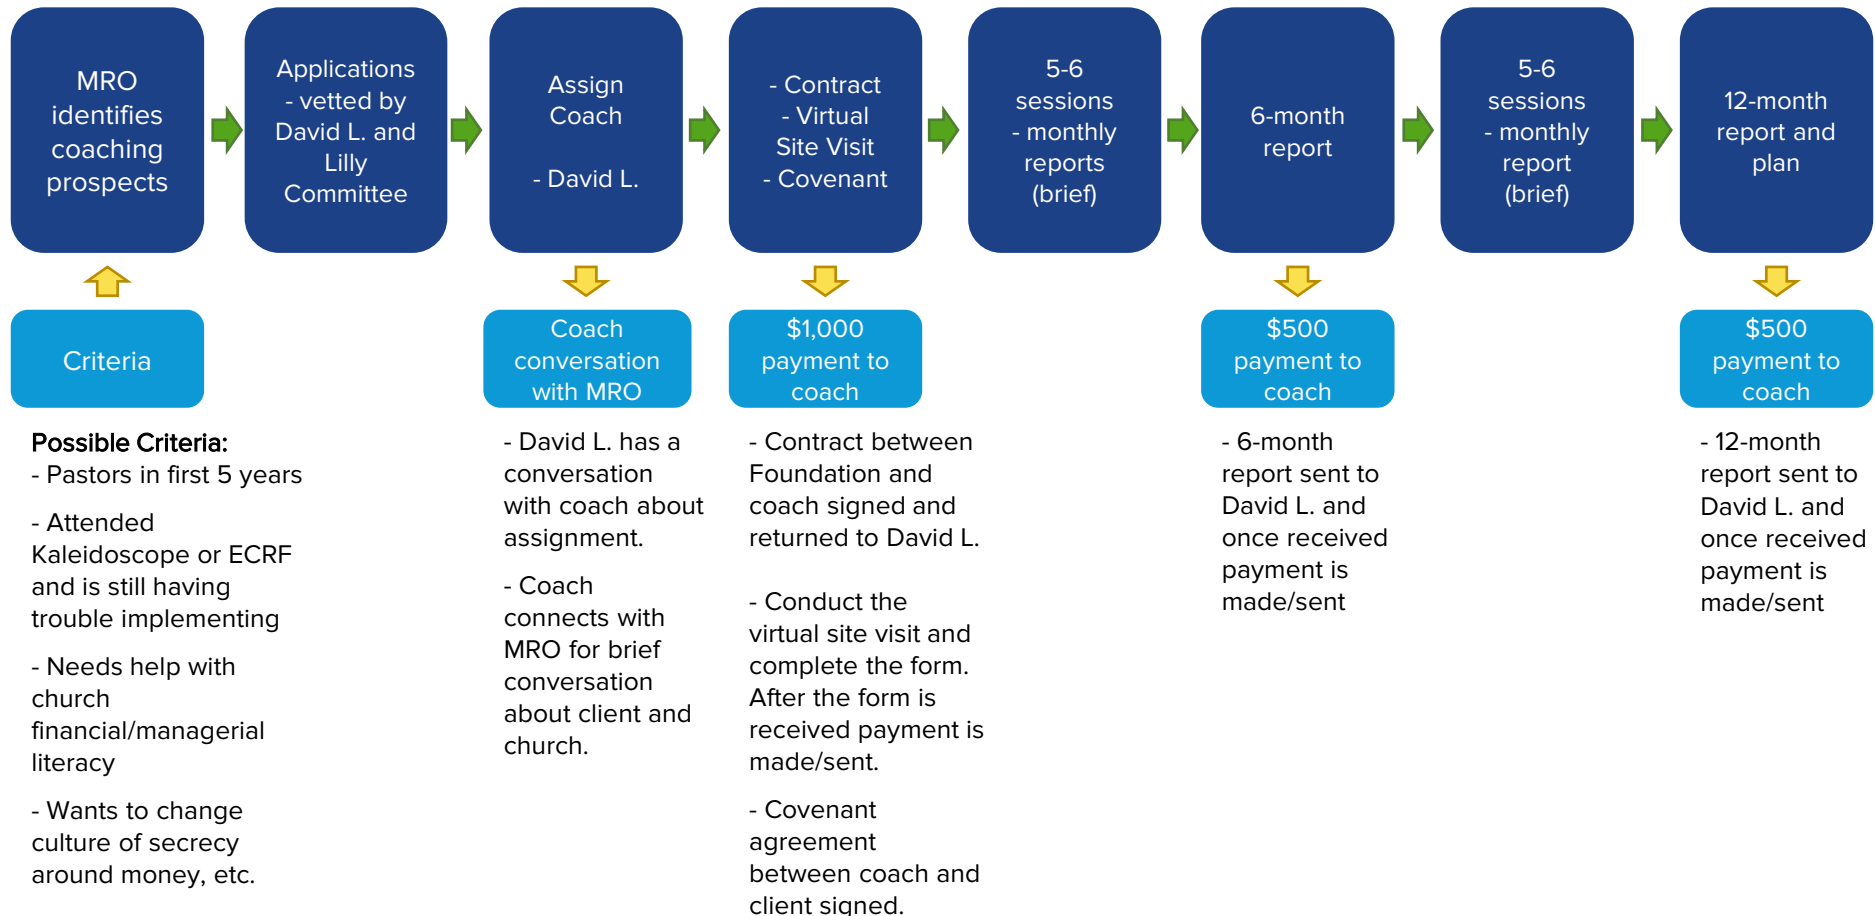 MRO
identifies
coaching
prospects
Applications
- vetted by
David L. and
Lilly
Committee
Assign
Coach
- David L.
- Contract
- Virtual
Site Visit
- Covenant
5-6
sessions
- monthly
reports
(brief)
6-month
report
5-6
sessions
- monthly
report
(brief)
12-month
report and
plan
Criteria
Coach
conversation
with MRO
$1,000
payment to
coach
$500
payment to
coach
$500
payment to
coach
Possible Criteria:
- Pastors in first 5 years
- Attended
Kaleidoscope or ECRF
and is still having
trouble implementing
- Needs help with
church
financial/managerial
literacy
- Wants to change
culture of secrecy
around money, etc.
- David L. has a
conversation
with coach about
assignment.
- Coach
connects with
MRO for brief
conversation
about client and
church.
- Contract between
Foundation and
coach signed and
returned to David L.
- Conduct the
virtual site visit and
complete the form.
After the form is
received payment is
made/sent.
- Covenant
agreement
between coach and
client signed.
- 6-month
report sent to
David L. and
once received
payment is
made/sent
- 12-month
report sent to
David L. and
once received
payment is
made/sent